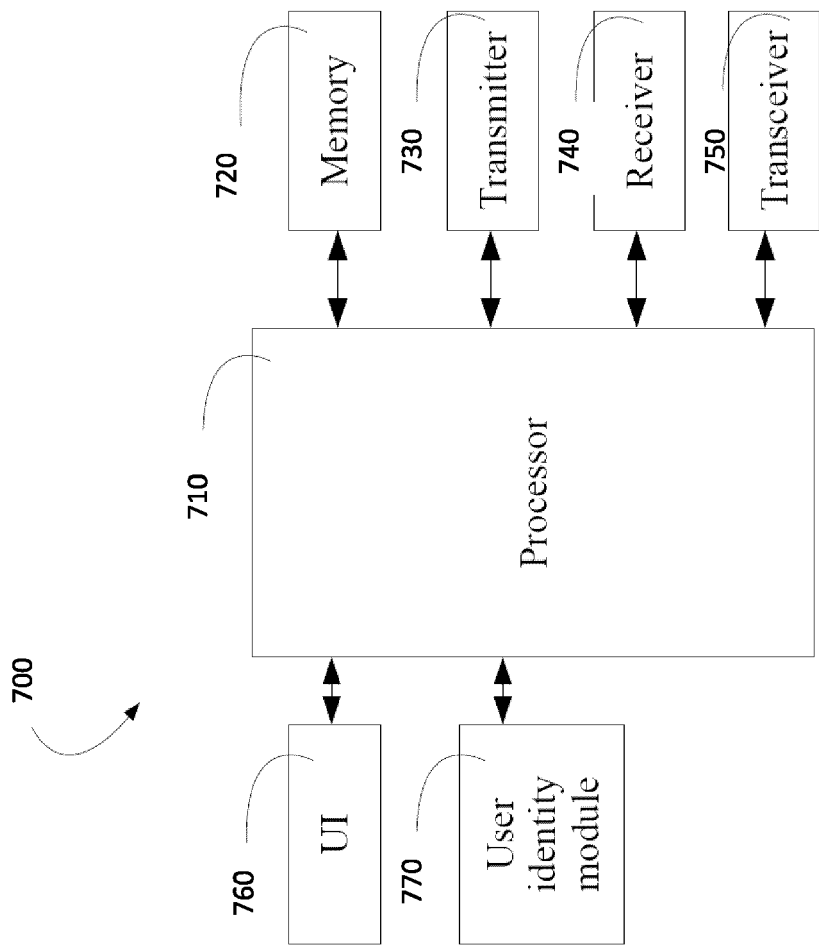 700
710
720
Memory
730
Transmitter
740
Receiver
750
Transceiver
Processor
760
UI
770
User
identity
module